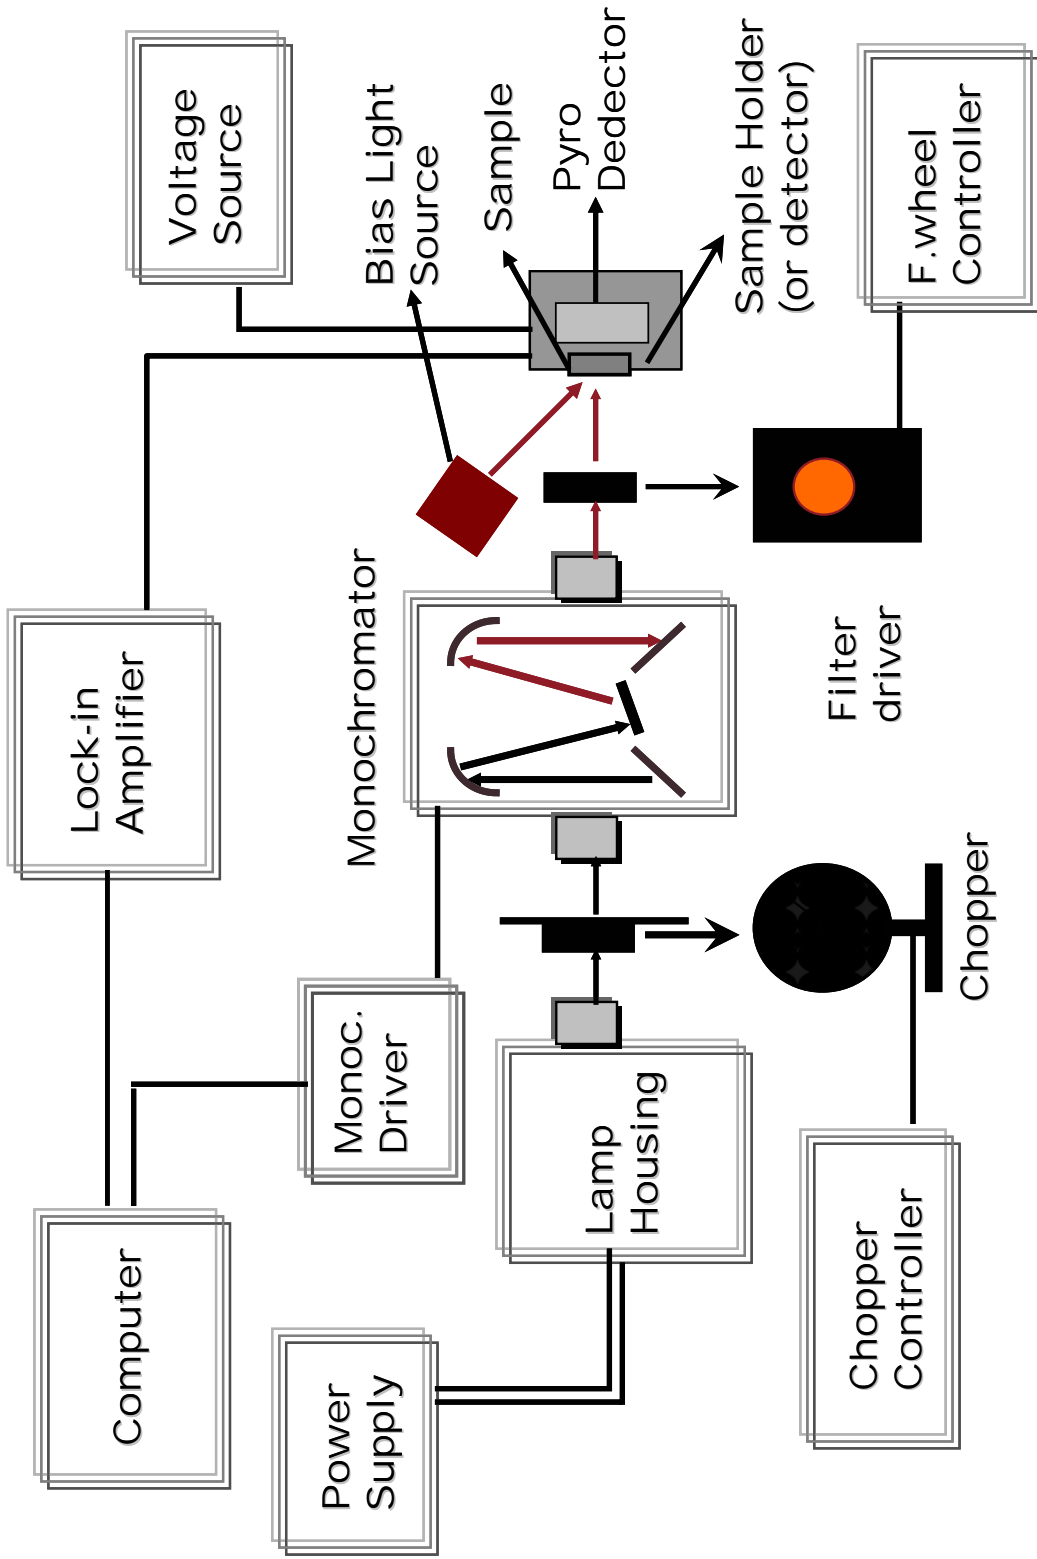 Computer
Lock-in
Amplifier
Voltage
Source
Power
Supply
Monoc.
Driver
Monochromator
Bias Light
Source
Sample
Pyro
Dedector
Sample Holder
(or detector)
Lamp
Housing
Chopper
Controller
Chopper
Filter
driver
F.wheel
Controller